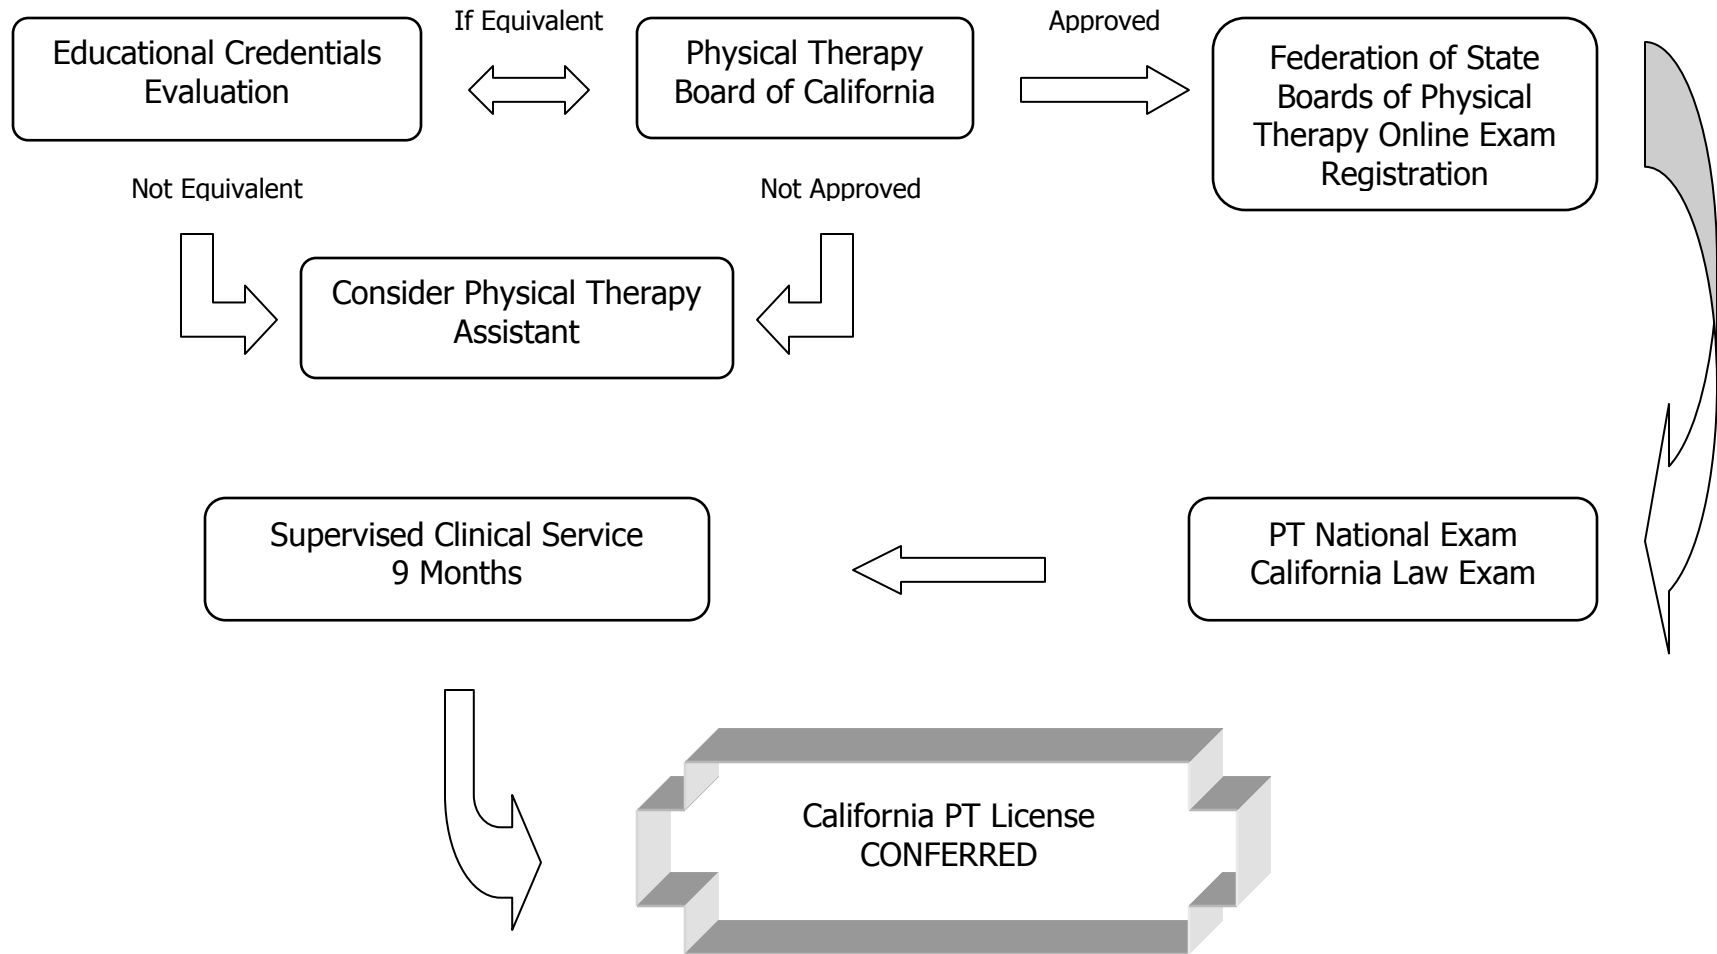 If Equivalent
Approved
Educational Credentials
Evaluation
Physical Therapy
Board of California
Federation of State
Boards of Physical
Therapy Online Exam
Registration
Not Equivalent
Not Approved
Consider Physical Therapy
Assistant
Supervised Clinical Service
9 Months
PT National Exam
California Law Exam
California PT License
CONFERRED